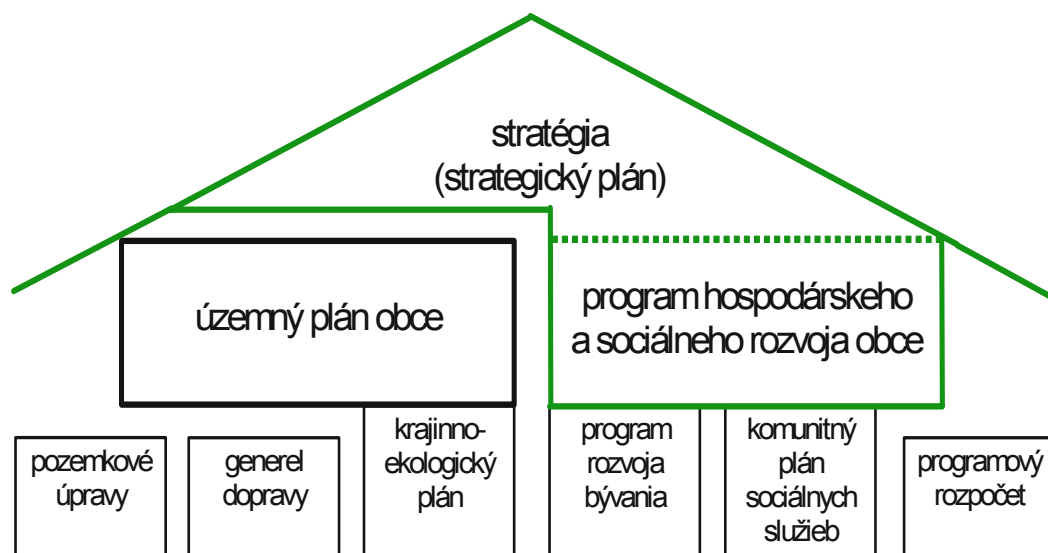 stratégia
(strategický plán)
územný plán obce
program hospodárskeho
a sociálneho rozvoja obce
pozemkové
úpravy
generel
dopravy
krajinno-
ekologický
plán
program
rozvoja
bývania
komunitný
plán
sociálnych
služieb
programový
rozpočet